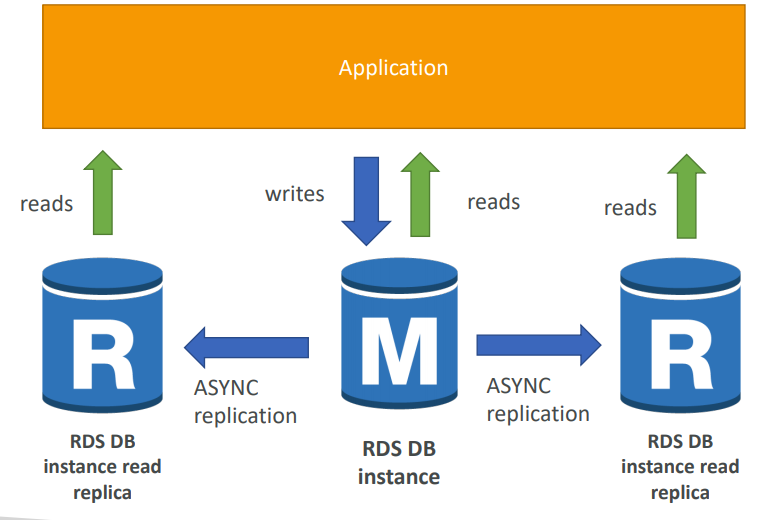 Application
reads
writes
reads
reads
R
M
R
ASYNC
replication
ASYNC
replication
RDS DB
instance read
replica
RDS DB
instance
RDS DB
instance read
replica